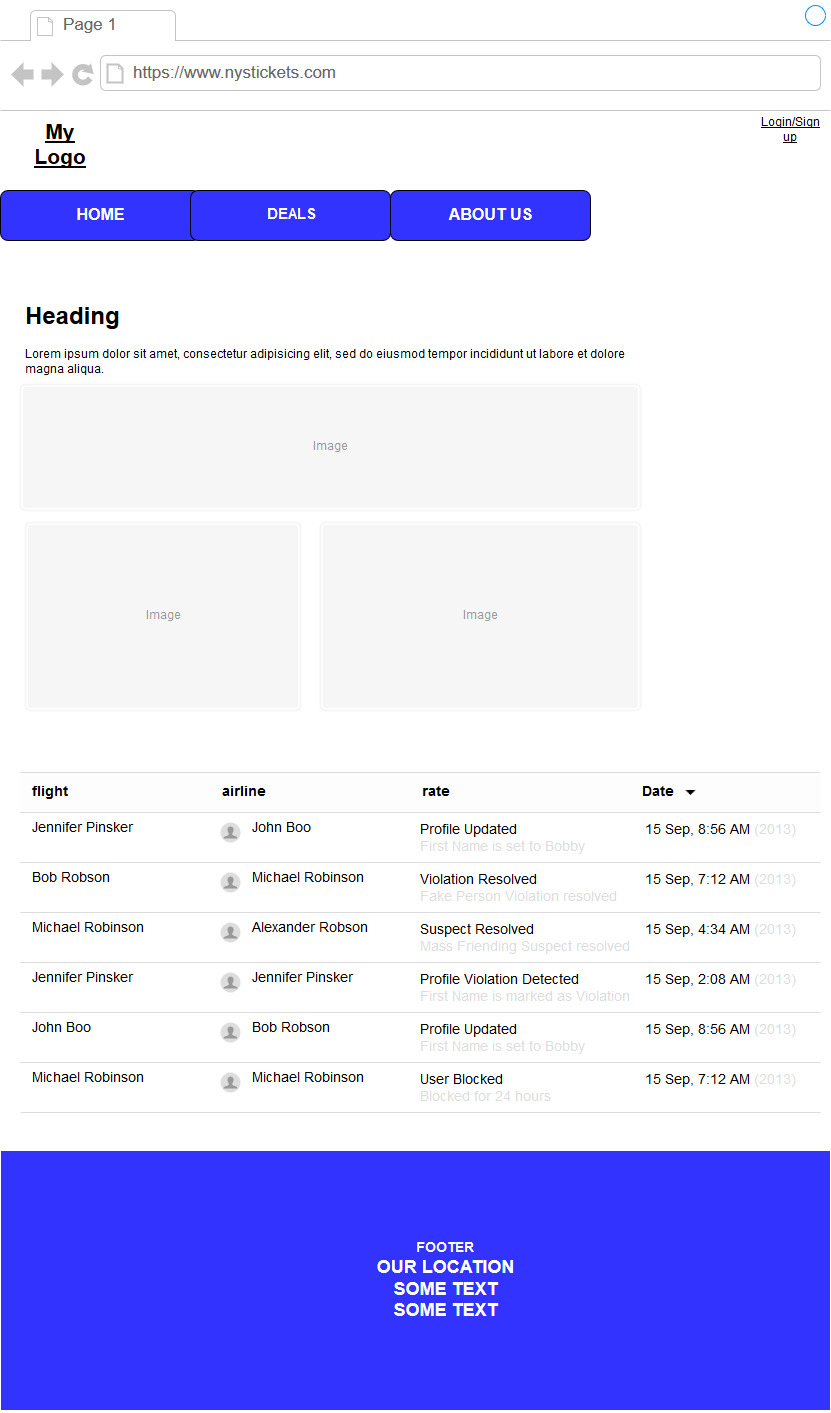 Page 1
https://www.nystickets.com
My
Logo
Login/Sign
up
HOME DEALS ABOUT US
Heading
Lorem ipsum dolor sit amet, consectetur adipisicing elit, sed do eiusmod tempor incididunt ut labore et dolore
magna aliqua.
Image
Image Image
flight airline rate Date
Jennifer Pinsker John Boo Profile Updated 15 Sep, 8:56 AM (2013)
First Name is set to Bobby
Bob Robson Michael Robinson Violation Resolved 15 Sep, 7:12 AM (2013)
Fake Person Violation resolved
Michael Robinson Alexander Robson Suspect Resolved 15 Sep, 4:34 AM (2013)
Mass Friending Suspect resolved
Jennifer Pinsker Jennifer Pinsker Profile Violation Detected 15 Sep, 2:08 AM (2013)
First Name is marked as Violation
John Boo Bob Robson Profile Updated 15 Sep, 8:56 AM (2013)
First Name is set to Bobby
Michael Robinson Michael Robinson User Blocked 15 Sep, 7:12 AM (2013)
Blocked for 24 hours
FOOTER
OUR LOCATION
SOME TEXT
SOME TEXT